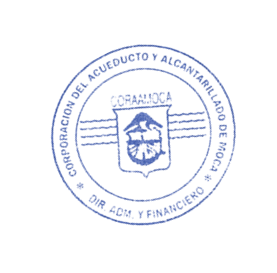 CORPORACION DEL ACUEDUCTO Y ALCANTARILLADO DE MOCA
CORAAMOCA
DIR. ADM. Y FINANCIERO